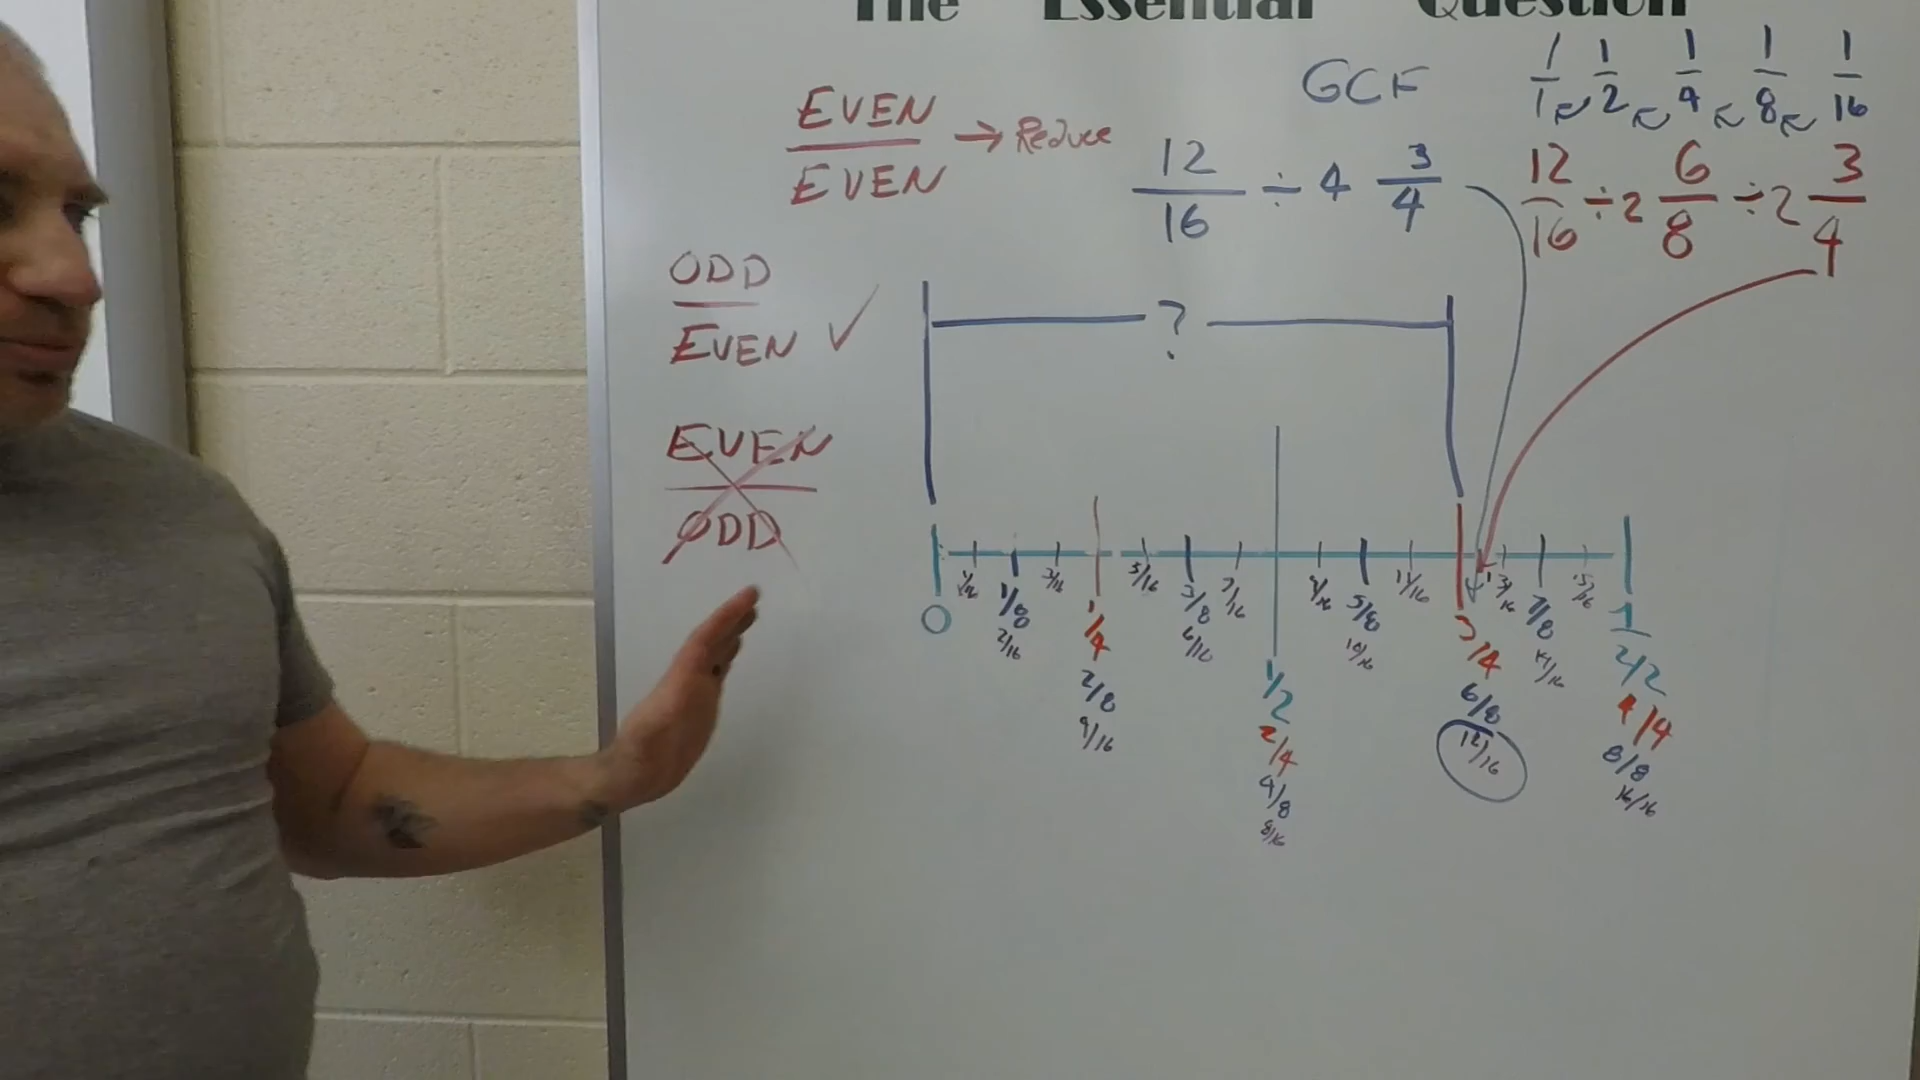 The Essential Question
GCF
1/1 1/2 1/4 1/8 1/16
EVEN
EVEN
→ Reduce
12/16 ÷ 4 3/4
12/16 ÷2 6/8 ÷2 3/4
ODD
EVEN ✓
?
EVEN
ODD
0
1/16
1/8
2/16
3/16
1/4
2/8
4/16
5/16
3/8
6/16
7/16
1/2
2/4
4/8
8/16
9/16
5/8
10/16
11/16
3/4
6/8
12/16
13/16
7/8
14/16
15/16
1
2/2
4/4
8/8
16/16